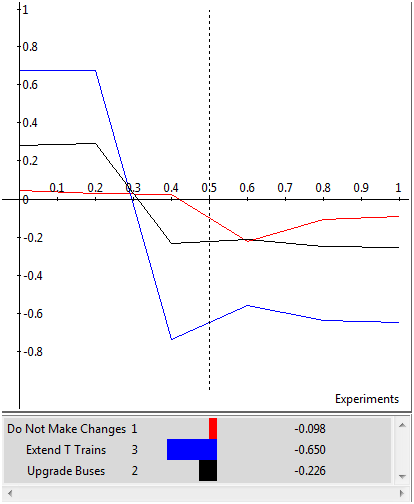 1
0.8
0.6
0.4
0.2
0.1 0.2 0.3 0.4 0.5 0.6 0.7 0.8 0.9 1
0
-0.2
-0.4
-0.6
-0.8
Experiments
Do Not Make Changes 1 -0.098
Extend T Trains 3 -0.650
Upgrade Buses 2 -0.226